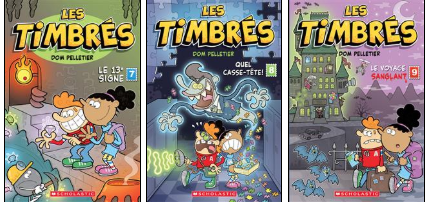 LES
TiMBRÉS
DOM PELLETIER
LE 13e
SIGNE 7
SCHOLASTIC
LES
TiMBRÉS
DOM PELLETIER
QUEL
CASSE-TÊTE! 8
SCHOLASTIC
LES
TiMBRÉS
DOM PELLETIER
LE VOYAGE
SANGLANT 9
SCHOLASTIC